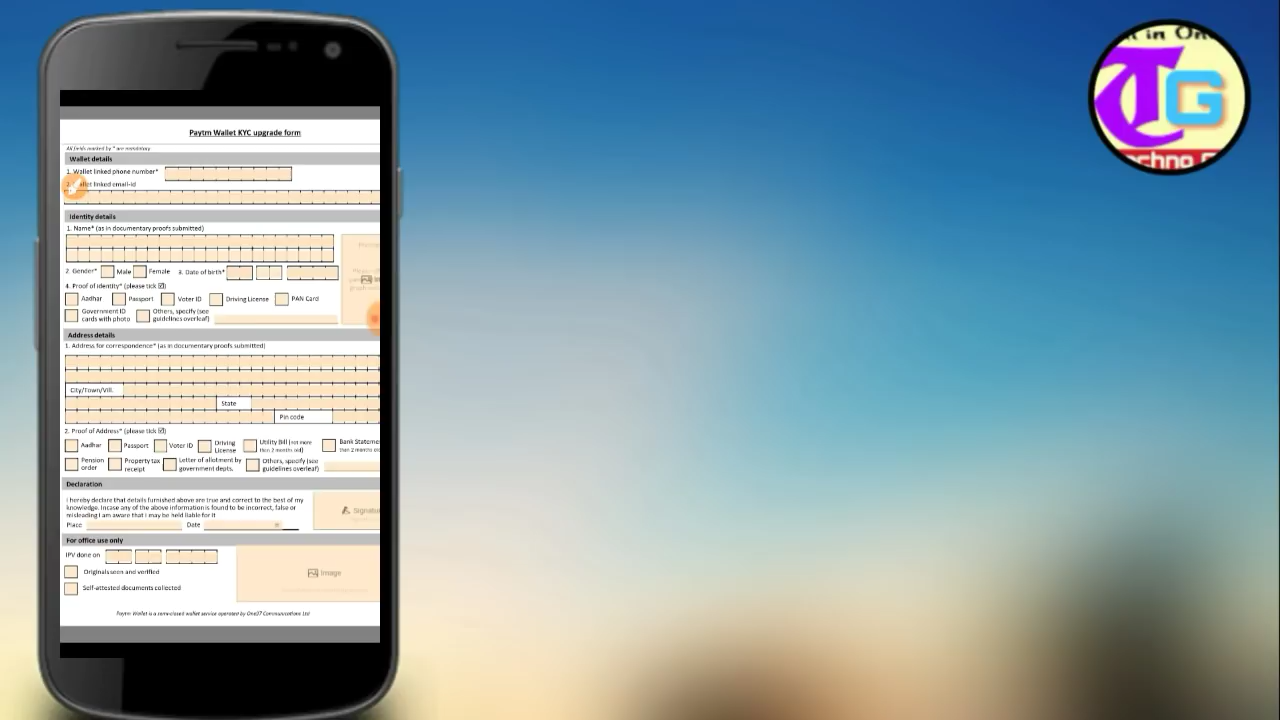 Paytm Wallet KYC upgrade form
All fields marked by * are mandatory
Wallet details
1. Wallet linked phone number*
linked email-id
Identity details
1. Name* (as in documentary proofs submitted)
2. Gender* Male Female 3. Date of birth*
4. Proof of identity* (please tick ☑)
Aadhar Passport Voter ID Driving License PAN Card
Government ID cards with photo
Others, specify (see guidelines overleaf)
Address details
1. Address for correspondence* (as in documentary proofs submitted)
City/Town/Vill.
State
Pin code
2. Proof of Address* (please tick ☑)
Aadhar Passport Voter ID Driving License
Utility Bill (not more than 2 months old)
Bank Stateme
than 2 months
Pension order
Property tax receipt
Letter of allotment by government depts.
Others, specify (see guidelines overleaf)
Declaration
I hereby declare that details furnished above are true and correct to the best of my
knowledge. Incase any of the above information is found to be incorrect, false or
misleading I am aware that I may be held liable for it
Signatu
Place Date
For office use only
IPV done on
Image
Originals seen and verified
Self-attested documents collected
Paytm Wallet is a semi-closed wallet service operated by One97 Communications Ltd
in On
TG
echno G